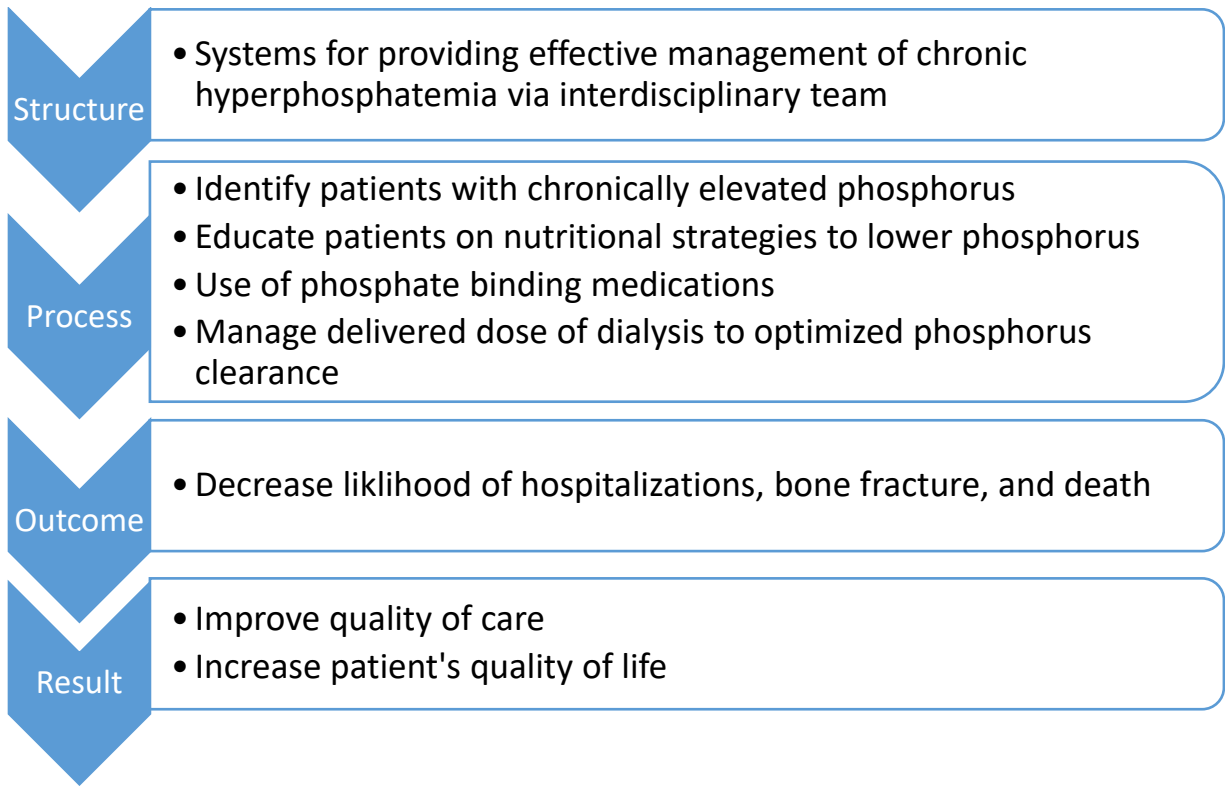 Structure
• Systems for providing effective management of chronic
hyperphosphatemia via interdisciplinary team
Process
• Identify patients with chronically elevated phosphorus
• Educate patients on nutritional strategies to lower phosphorus
• Use of phosphate binding medications
• Manage delivered dose of dialysis to optimized phosphorus
clearance
Outcome
• Decrease liklihood of hospitalizations, bone fracture, and death
Result
• Improve quality of care
• Increase patient's quality of life